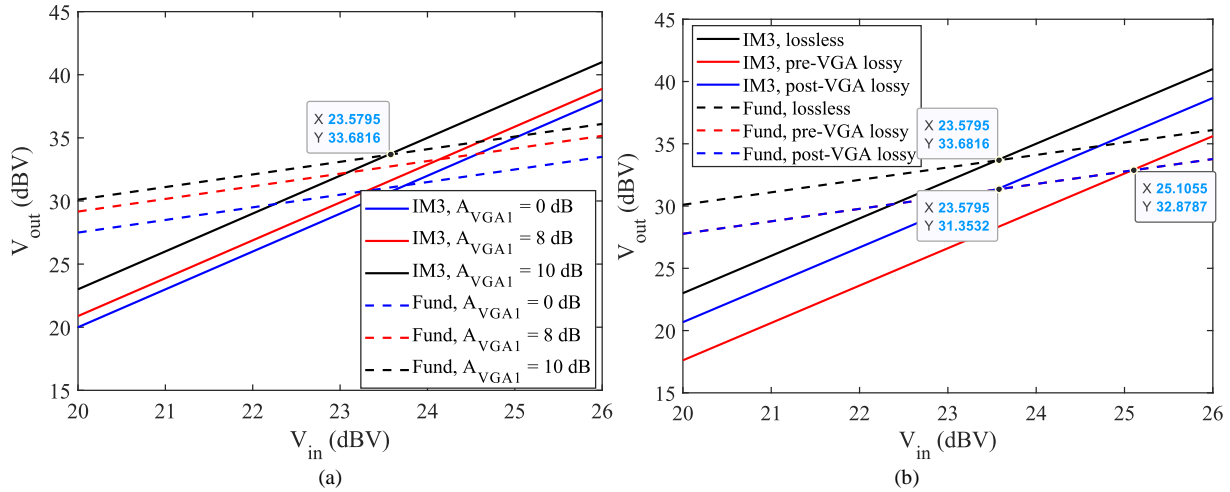 45
40
35
30
25
20
15
V_out (dBV)
X 23.5795
Y 33.6816
IM3, A_VGA1 = 0 dB
IM3, A_VGA1 = 8 dB
IM3, A_VGA1 = 10 dB
Fund, A_VGA1 = 0 dB
Fund, A_VGA1 = 8 dB
Fund, A_VGA1 = 10 dB
20 21 22 23 24 25 26
V_in (dBV)
(a)
45
40
35
30
25
20
15
V_out (dBV)
IM3, lossless
IM3, pre-VGA lossy
IM3, post-VGA lossy
Fund, lossless
Fund, pre-VGA lossy
Fund, post-VGA lossy
X 23.5795
Y 33.6816
X 23.5795
Y 31.3532
X 25.1055
Y 32.8787
20 21 22 23 24 25 26
V_in (dBV)
(b)